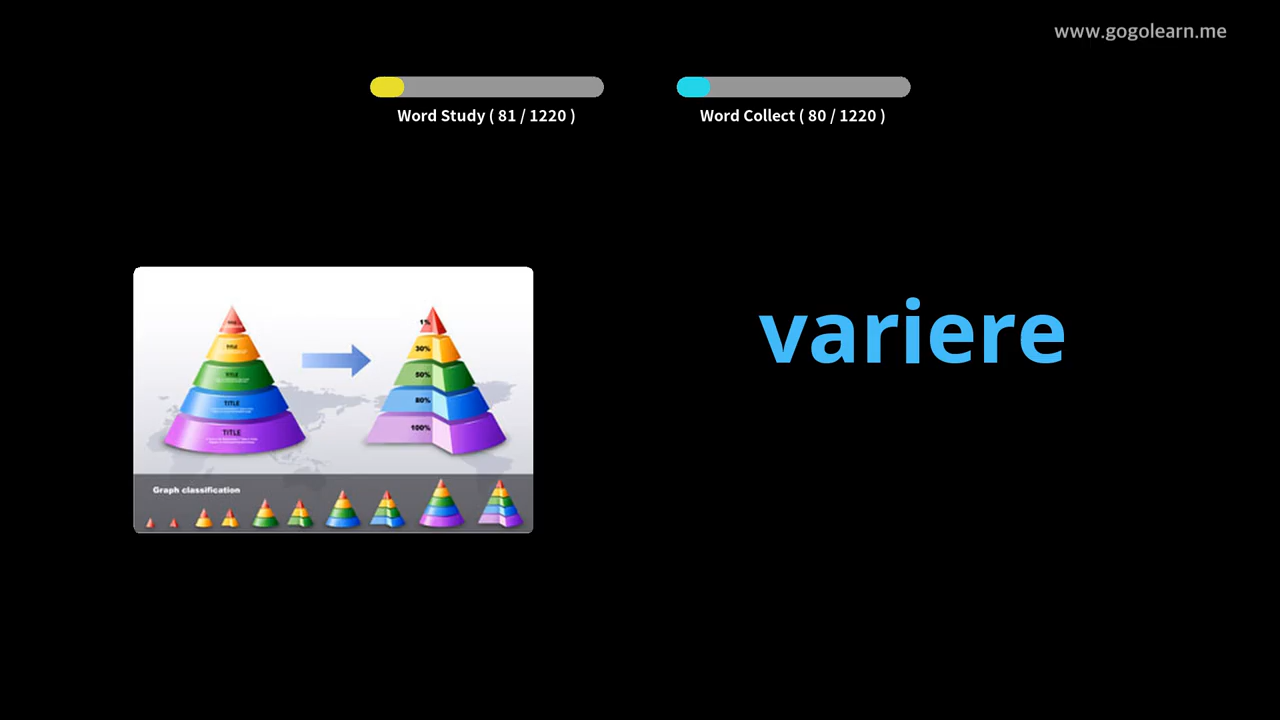 www.gogolearn.me
Word Study ( 81 / 1220 )
Word Collect ( 80 / 1220 )
variere
1%
TITLE
30%
TITLE
50%
TITLE
80%
TITLE
100%
Graph classification